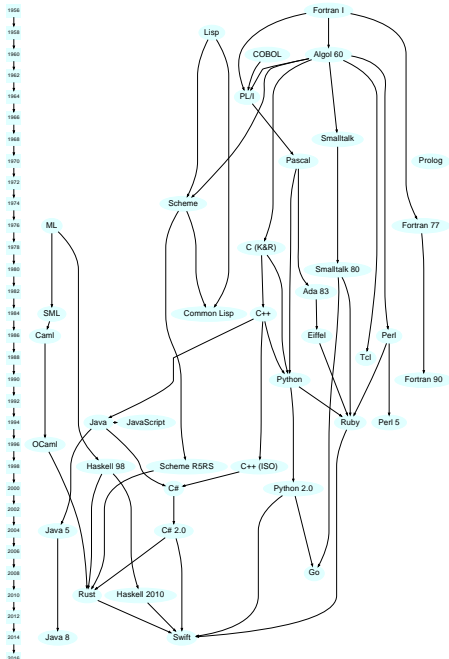 1956
Fortran I
1958
Lisp
1960
COBOL
Algol 60
1962
1964
PL/I
1966
1968
Smalltalk
1970
Pascal
Prolog
1972
1974
Scheme
1976
ML
Fortran 77
1978
C (K&R)
1980
Smalltalk 80
1982
Ada 83
1984
SML
Common Lisp
C++
1986
Caml
Eiffel
Perl
1988
Tcl
1990
Python
Fortran 90
1992
1994
Java
JavaScript
Ruby
Perl 5
1996
OCaml
1998
Haskell 98
Scheme R5RS
C++ (ISO)
2000
C#
Python 2.0
2002
2004
Java 5
C# 2.0
2006
2008
Go
2010
Rust
Haskell 2010
2012
2014
Java 8
Swift